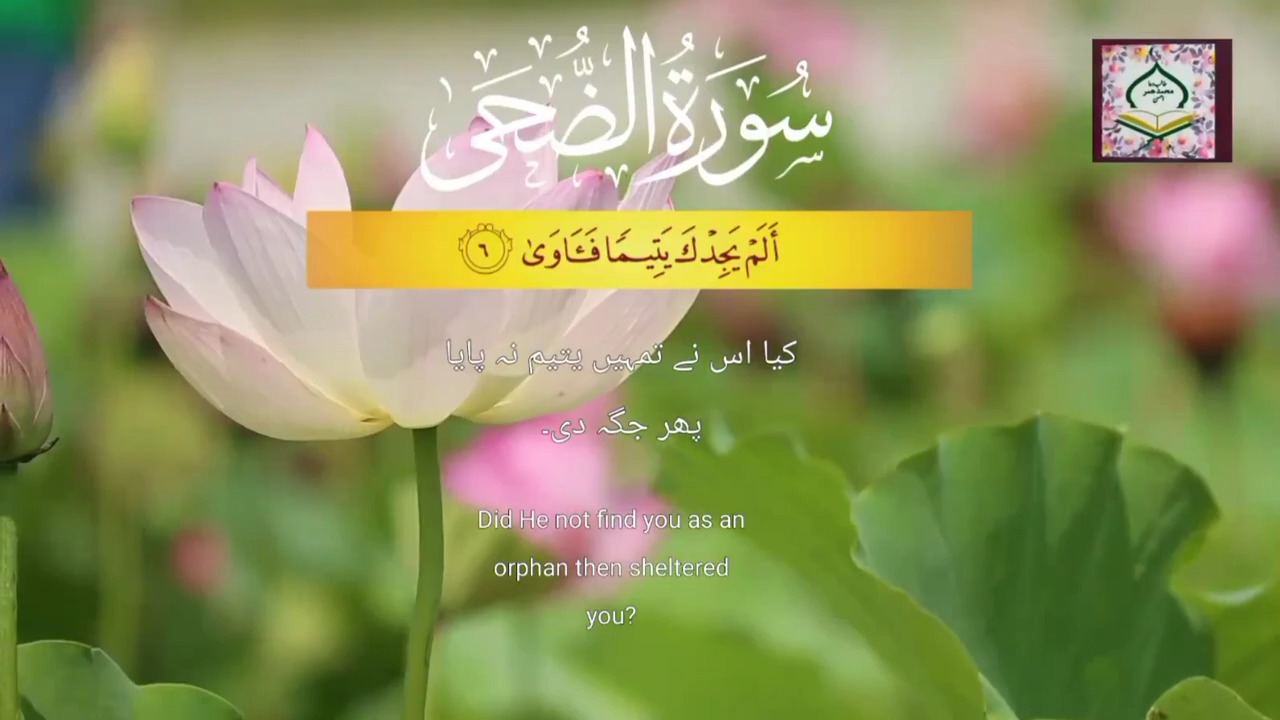 سُورَةُ الضُّحَى
أَلَمْ يَجِدْكَ يَتِيمًا فَـَٔاوَىٰ ٦
کیا اس نے تمہیں یتیم نہ پایا
پھر جگہ دی۔
Did He not find you as an
orphan then sheltered
you?